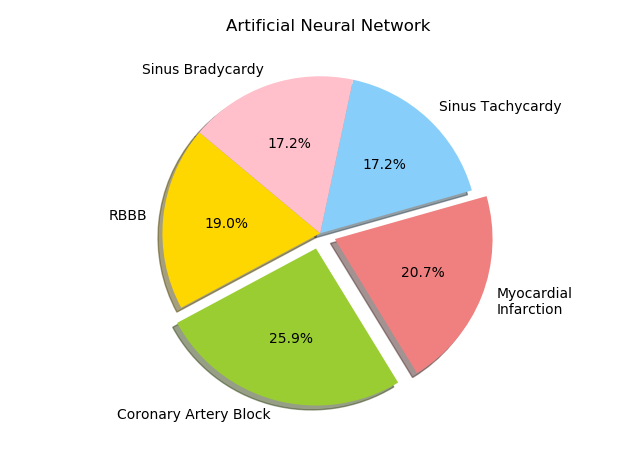 Artificial Neural Network
Sinus Bradycardy
Sinus Tachycardy
17.2%
17.2%
RBBB
19.0%
20.7%
Myocardial
Infarction
25.9%
Coronary Artery Block